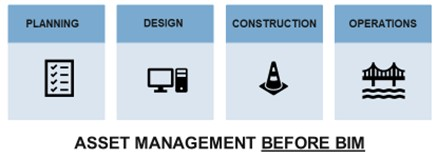 PLANNING
DESIGN
CONSTRUCTION
OPERATIONS
ASSET MANAGEMENT BEFORE BIM